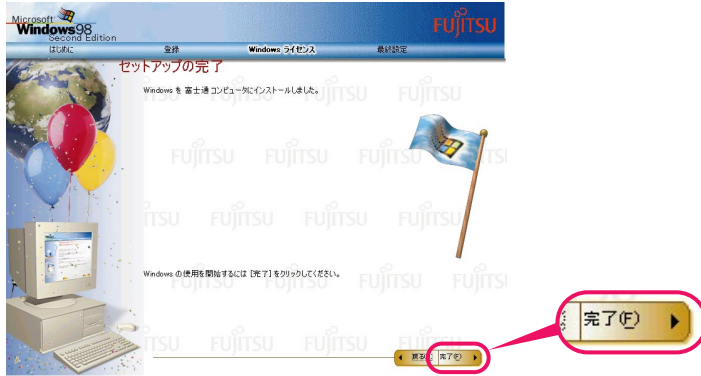 Microsoft
Windows98
Second Edition
FUJITSU
はじめに 登録 Windows ライセンス 最終設定
セットアップの完了
Windows を 富士通 コンピュータにインストールしました。
Windows の使用を開始するには [完了] をクリックしてください。
完了(F)
完了(F)